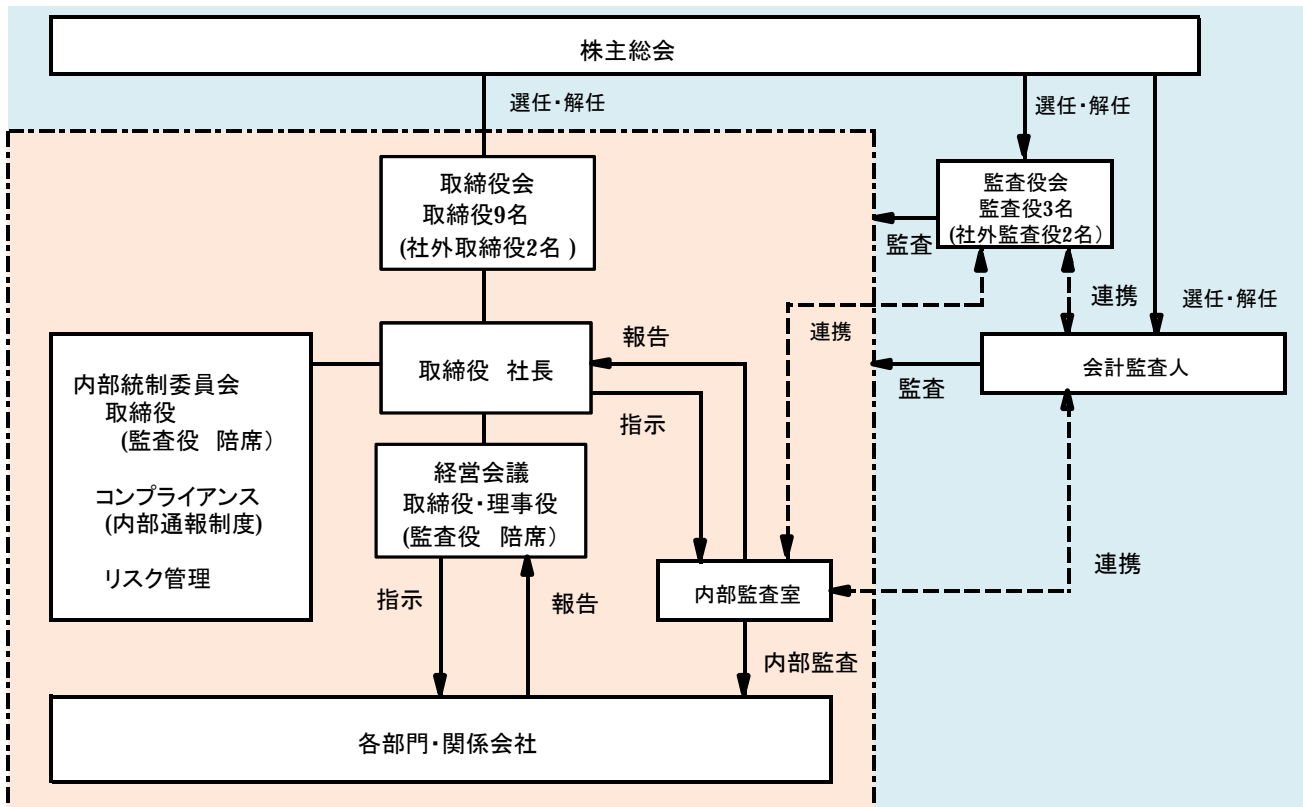 株主総会
選任・解任
選任・解任
取締役会
取締役9名
(社外取締役2名 )
監査役会
監査役3名
(社外監査役2名）
監査
連携
選任・解任
内部統制委員会
取締役
(監査役 陪席）
コンプライアンス
(内部通報制度)
リスク管理
取締役 社長
報告
指示
連携
会計監査人
監査
経営会議
取締役・理事役
(監査役 陪席）
指示
報告
内部監査室
連携
内部監査
各部門・関係会社